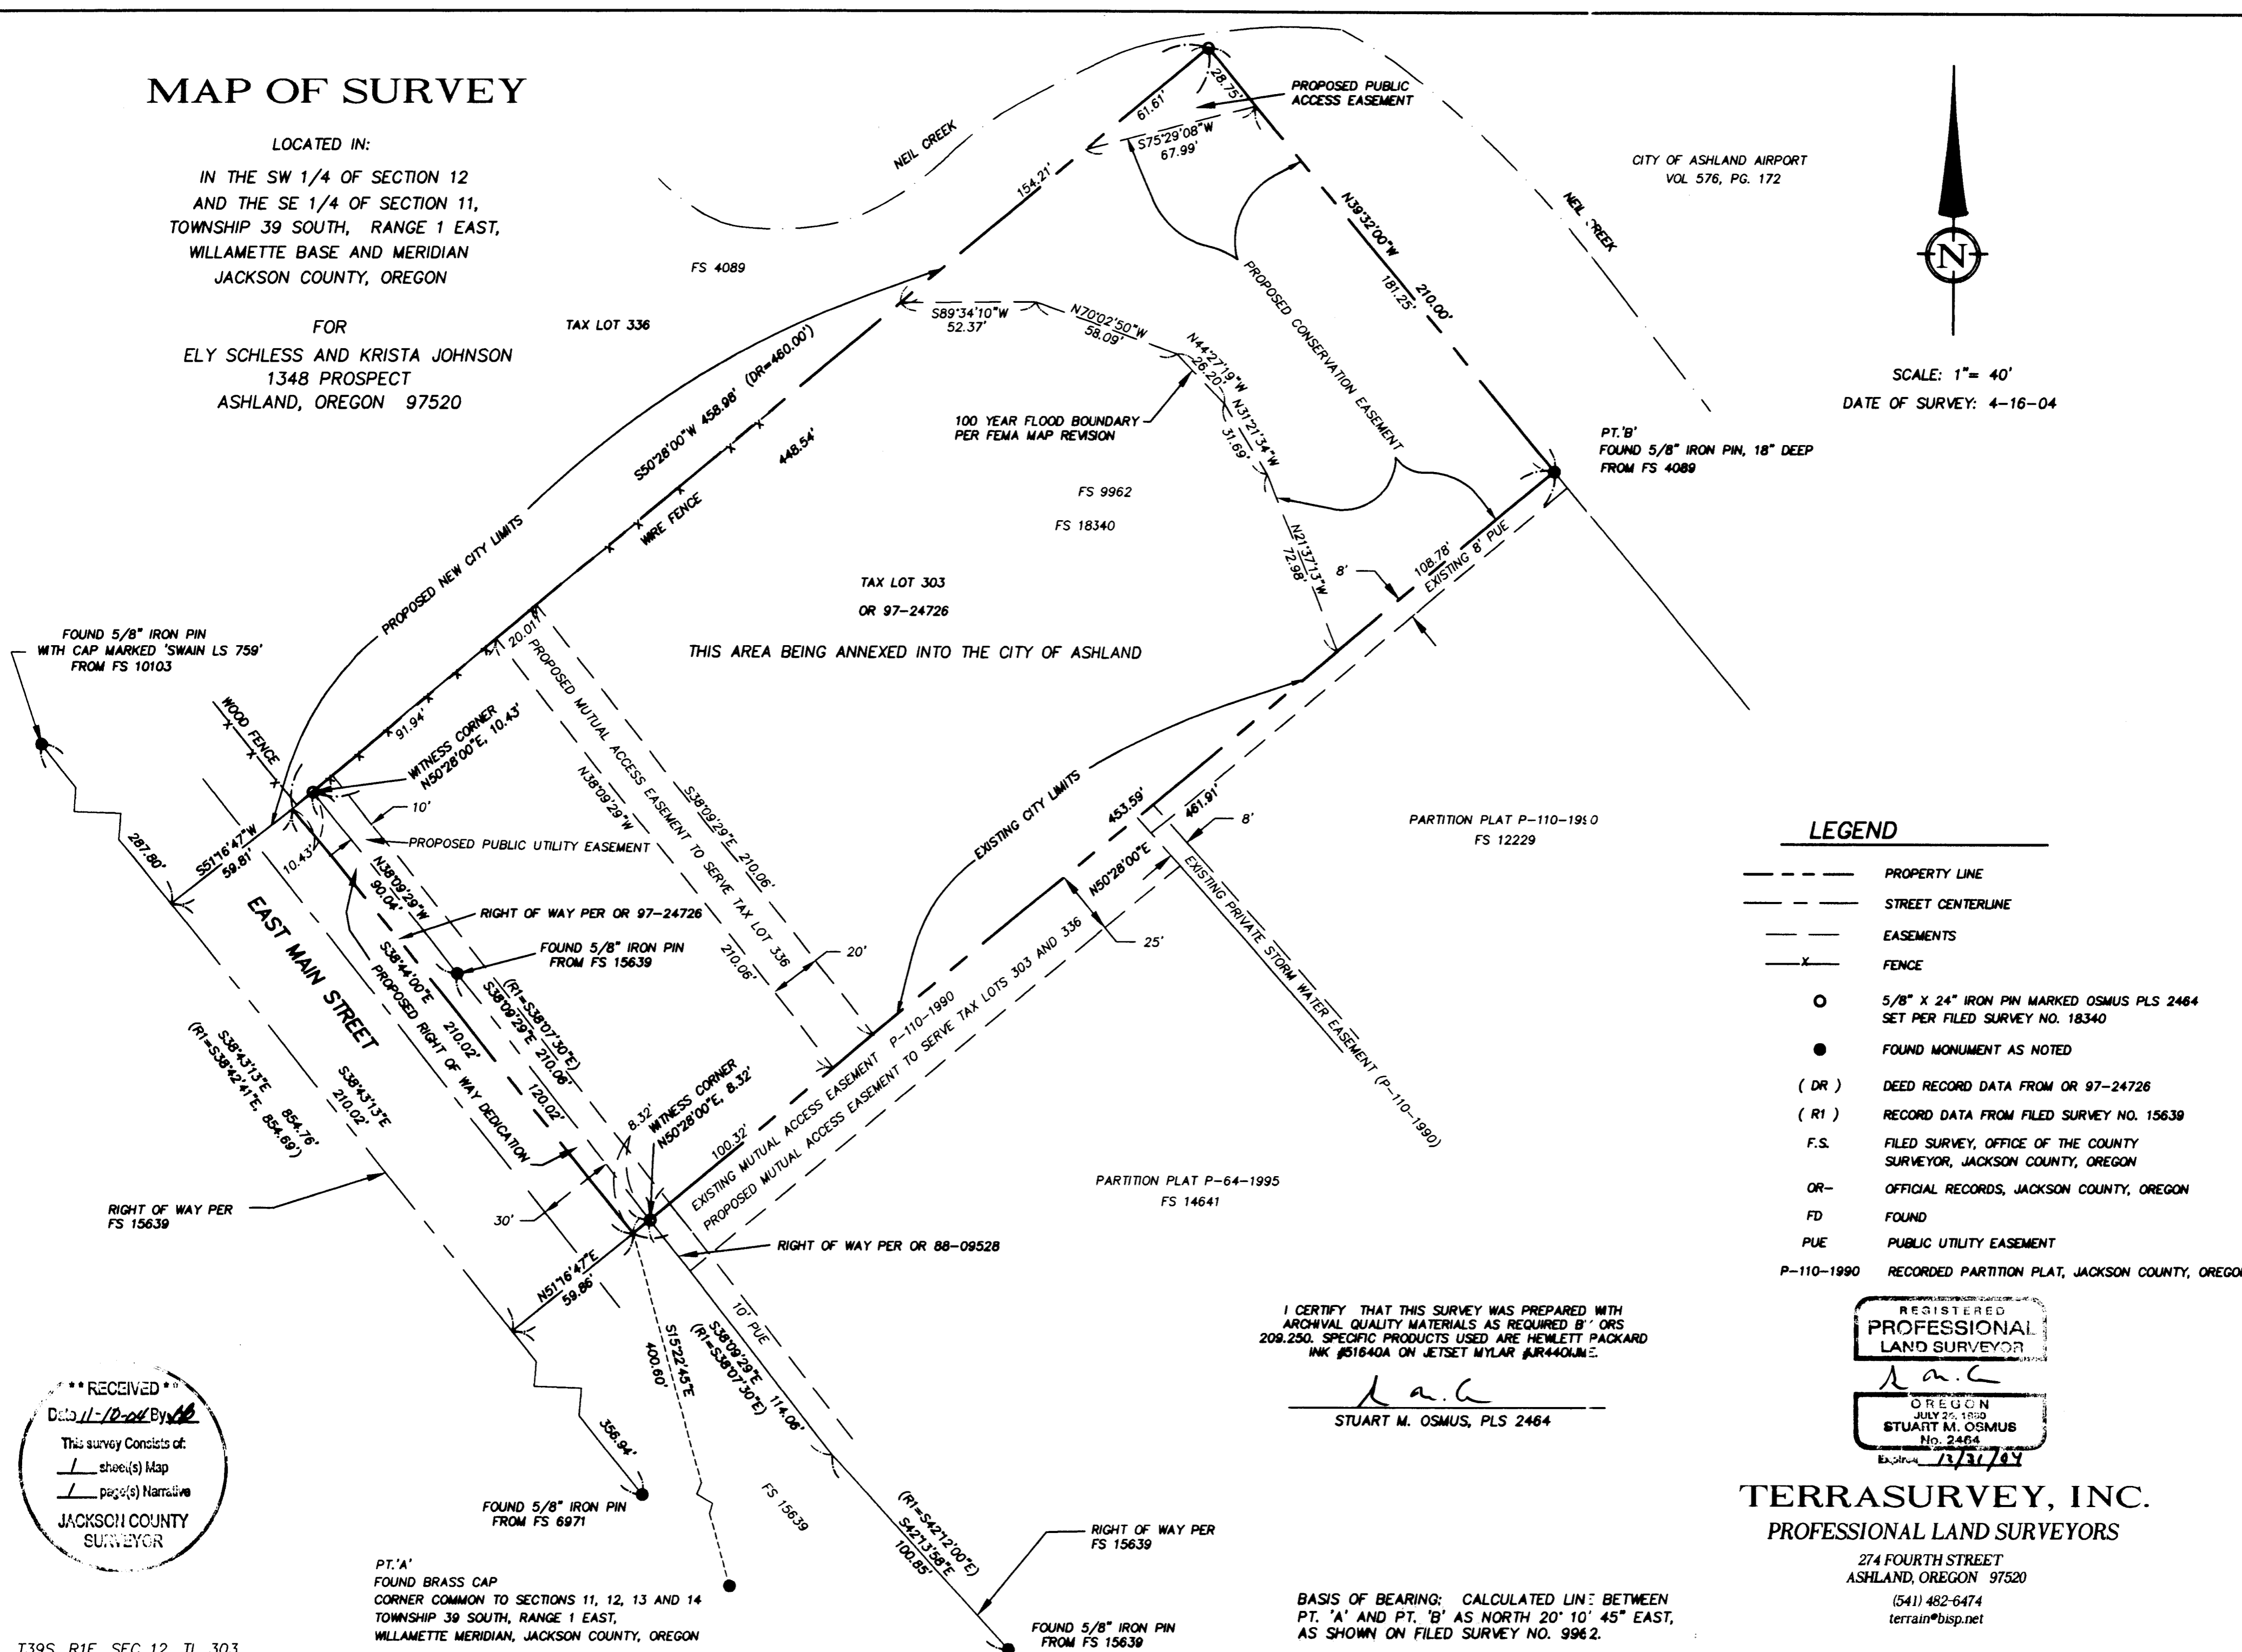 MAP OF SURVEY
LOCATED IN:
IN THE SW 1/4 OF SECTION 12
AND THE SE 1/4 OF SECTION 11,
TOWNSHIP 39 SOUTH, RANGE 1 EAST,
WILLAMETTE BASE AND MERIDIAN
JACKSON COUNTY, OREGON
FOR
ELY SCHLESS AND KRISTA JOHNSON
1348 PROSPECT
ASHLAND, OREGON 97520
NEIL CREEK
FS 4089
TAX LOT 336
61.61'
28.75'
PROPOSED PUBLIC
ACCESS EASEMENT
S75°29'08"W
67.99'
154.21'
N39°32'00"W
210.00'
181.25'
NEIL CREEK
CITY OF ASHLAND AIRPORT
VOL 576, PG. 172
N
SCALE: 1"= 40'
DATE OF SURVEY: 4-16-04
PT.'B'
FOUND 5/8" IRON PIN, 18" DEEP
FROM FS 4089
PROPOSED CONSERVATION EASEMENT
S89°34'10"W
52.37'
N70°02'50"W
58.09'
N44°27'19"W
26.20'
N31°21'34"W
31.69'
N21°37'13"W
72.98'
100 YEAR FLOOD BOUNDARY
PER FEMA MAP REVISION
S50°28'00"W 458.98' (DR=460.00')
448.54'
WIRE FENCE
PROPOSED NEW CITY LIMITS
FS 9962
FS 18340
TAX LOT 303
OR 97-24726
THIS AREA BEING ANNEXED INTO THE CITY OF ASHLAND
8'
108.78'
EXISTING 8' PUE
FOUND 5/8" IRON PIN
WITH CAP MARKED 'SWAIN LS 759'
FROM FS 10103
WOOD FENCE
91.94'
20.01'
WITNESS CORNER
N50°28'00"E, 10.43'
10'
PROPOSED PUBLIC UTILITY EASEMENT
PROPOSED MUTUAL ACCESS EASEMENT TO SERVE TAX LOT 336
N38°09'29"W
210.06'
S38°09'29"E 210.06'
20'
287.80'
S51°16'47"W
59.81'
10.43'
N38°09'29"W
90.04'
EAST MAIN STREET
RIGHT OF WAY PER OR 97-24726
FOUND 5/8" IRON PIN
FROM FS 15639
S38°44'00"E
210.02'
PROPOSED RIGHT OF WAY DEDICATION
(R1=S38°07'30"E)
S38°09'29"E 210.06'
120.02'
S38°43'13"E 854.76'
(R1=S38°42'41"E, 854.69')
S38°43'13"E
210.02'
EXISTING CITY LIMITS
453.59'
461.91'
N50°28'00"E
8'
25'
PARTITION PLAT P-110-1990
FS 12229
EXISTING PRIVATE STORM WATER EASEMENT (P-110-1990)
8.32'
WITNESS CORNER
N50°28'00"E, 8.32'
100.32'
EXISTING MUTUAL ACCESS EASEMENT P-110-1990
PROPOSED MUTUAL ACCESS EASEMENT TO SERVE TAX LOTS 303 AND 336
PARTITION PLAT P-64-1995
FS 14641
RIGHT OF WAY PER
FS 15639
30'
RIGHT OF WAY PER OR 88-09528
N51°16'47"E
59.86'
S15°22'45"E
400.60'
10' PUE
S38°09'29"E 114.06'
(R1=S38°07'30"E)
356.94'
FOUND 5/8" IRON PIN
FROM FS 6971
FS 15639
(R1=S42°12'00"E)
S42°13'58"E
100.85'
RIGHT OF WAY PER
FS 15639
FOUND 5/8" IRON PIN
FROM FS 15639
PT.'A'
FOUND BRASS CAP
CORNER COMMON TO SECTIONS 11, 12, 13 AND 14
TOWNSHIP 39 SOUTH, RANGE 1 EAST,
WILLAMETTE MERIDIAN, JACKSON COUNTY, OREGON
T39S, R1E, SEC 12, TL 303
** RECEIVED **
Date 11-10-04 By
This survey Consists of:
1 sheet(s) Map
1 page(s) Narrative
JACKSON COUNTY
SURVEYOR
LEGEND
PROPERTY LINE
STREET CENTERLINE
EASEMENTS
x FENCE
5/8" X 24" IRON PIN MARKED OSMUS PLS 2464
SET PER FILED SURVEY NO. 18340
FOUND MONUMENT AS NOTED
( DR ) DEED RECORD DATA FROM OR 97-24726
( R1 ) RECORD DATA FROM FILED SURVEY NO. 15639
F.S. FILED SURVEY, OFFICE OF THE COUNTY
SURVEYOR, JACKSON COUNTY, OREGON
OR- OFFICIAL RECORDS, JACKSON COUNTY, OREGON
FD FOUND
PUE PUBLIC UTILITY EASEMENT
P-110-1990 RECORDED PARTITION PLAT, JACKSON COUNTY, OREGON
I CERTIFY THAT THIS SURVEY WAS PREPARED WITH
ARCHIVAL QUALITY MATERIALS AS REQUIRED BY ORS
209.250. SPECIFIC PRODUCTS USED ARE HEWLETT PACKARD
INK #51640A ON JETSET MYLAR
STUART M. OSMUS, PLS 2464
REGISTERED
PROFESSIONAL
LAND SURVEYOR
OREGON
STUART M. OSMUS
No. 2464
Expires 12/31/04
TERRASURVEY, INC.
PROFESSIONAL LAND SURVEYORS
274 FOURTH STREET
ASHLAND, OREGON 97520
(541) 482-6474
terrain@bisp.net
BASIS OF BEARING: CALCULATED LINE BETWEEN
PT. 'A' AND PT. 'B' AS NORTH 20° 10' 45" EAST,
AS SHOWN ON FILED SURVEY NO. 9962.